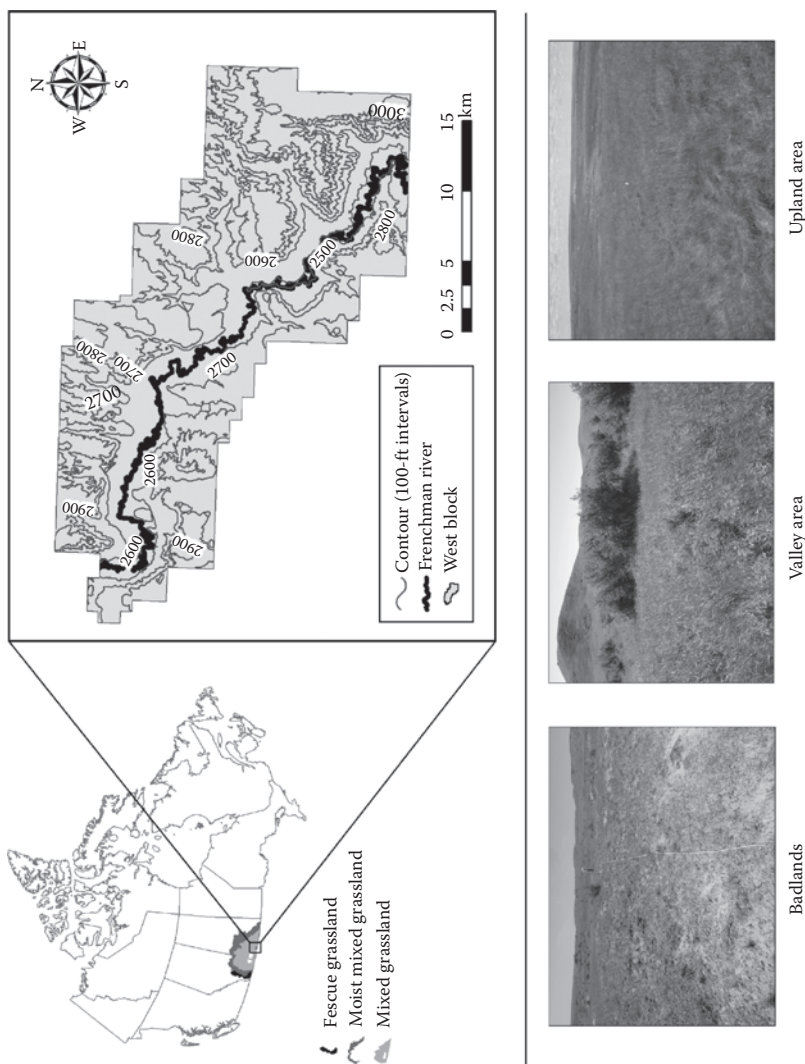 Fescue grassland
Moist mixed grassland
Mixed grassland
N
W
E
S
2900
2700
2800
2700
2800
2600
2900
2600
2700
2600
2500
2800
3000
Contour (100-ft intervals)
Frenchman river
West block
0 2.5 5 10 15
km
Badlands
Valley area
Upland area